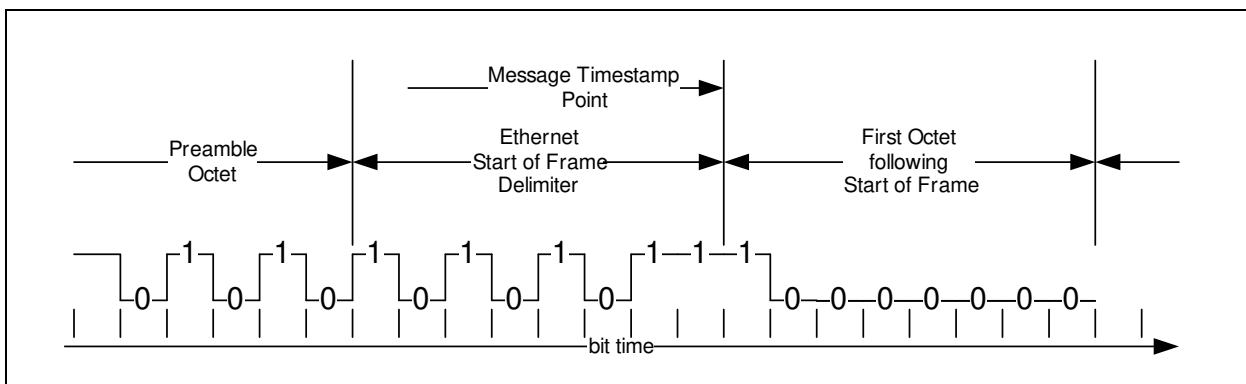 Message Timestamp
Point
Preamble
Octet
Ethernet
Start of Frame
Delimiter
First Octet
following
Start of Frame
0 1 0 1 0 1 0 1 0 1 0 1 1 1 0 0 0 0 0 0 0
bit time